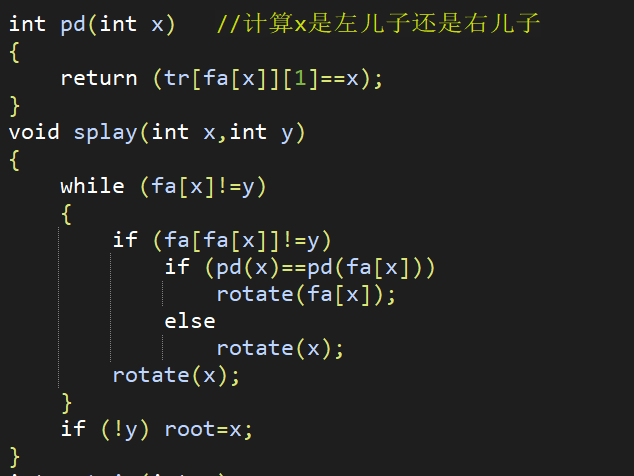 int pd(int x)   //计算x是左儿子还是右儿子
{
    return (tr[fa[x]][1]==x);
}
void splay(int x,int y)
{
    while (fa[x]!=y)
    {
        if (fa[fa[x]]!=y)
            if (pd(x)==pd(fa[x]))
                rotate(fa[x]);
            else
                rotate(x);
        rotate(x);
    }
    if (!y) root=x;
}